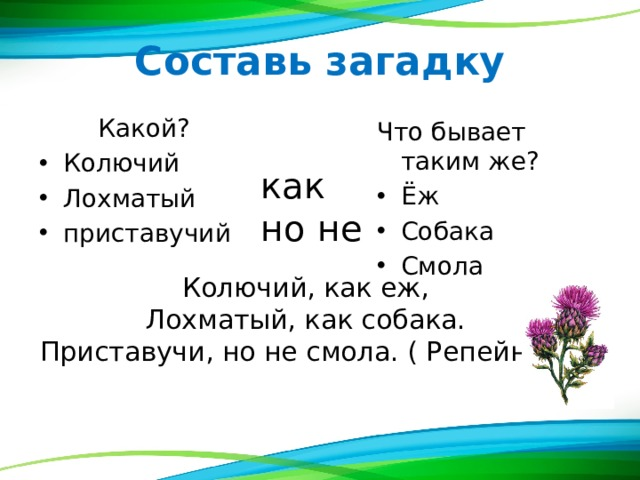 Составь загадку
Какой?
• Колючий
• Лохматый
• приставучий
как
но не
Что бывает
таким же?
• Ёж
• Собака
• Смола
Колючий, как еж,
Лохматый, как собака.
Приставучи, но не смола. ( Репейн